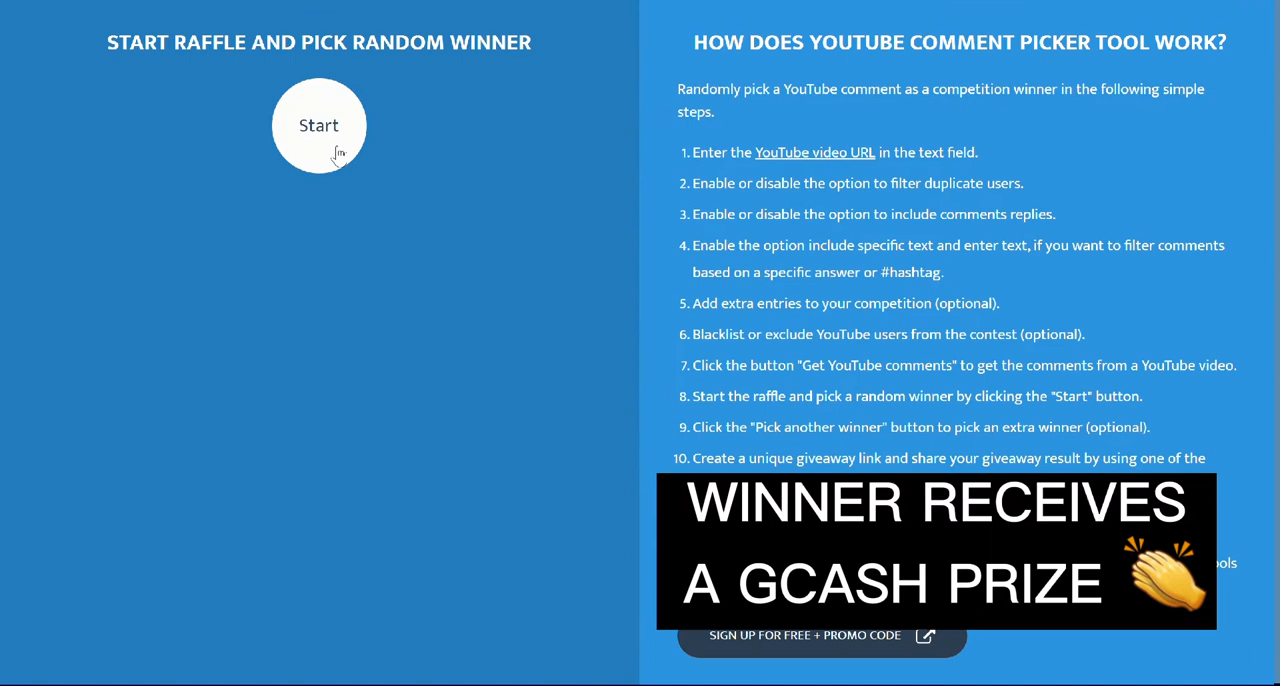 START RAFFLE AND PICK RANDOM WINNER
Start
HOW DOES YOUTUBE COMMENT PICKER TOOL WORK?
Randomly pick a YouTube comment as a competition winner in the following simple
steps.
1. Enter the YouTube video URL in the text field.
2. Enable or disable the option to filter duplicate users.
3. Enable or disable the option to include comments replies.
4. Enable the option include specific text and enter text, if you want to filter comments
based on a specific answer or #hashtag.
5. Add extra entries to your competition (optional).
6. Blacklist or exclude YouTube users from the contest (optional).
7. Click the button "Get YouTube comments" to get the comments from a YouTube video.
8. Start the raffle and pick a random winner by clicking the "Start" button.
9. Click the "Pick another winner" button to pick an extra winner (optional).
10. Create a unique giveaway link and share your giveaway result by using one of the
WINNER RECEIVES
A GCASH PRIZE 👏
SIGN UP FOR FREE + PROMO CODE